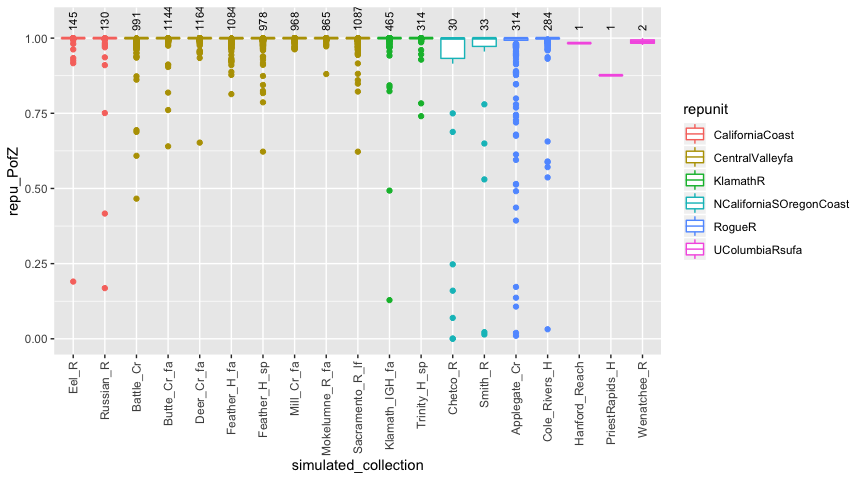 145 130 991 1144 1164 1084 978 968 865 1087 465 314 30 33 314 284 1 1 2
1.00
0.75
0.50
0.25
0.00
repu_PofZ
Eel_R
Russian_R
Battle_Cr
Butte_Cr_fa
Deer_Cr_fa
Feather_H_fa
Feather_H_sp
Mill_Cr_fa
Mokelumne_R_fa
Sacramento_R_lf
Klamath_IGH_fa
Trinity_H_sp
Chetco_R
Smith_R
Applegate_Cr
Cole_Rivers_H
Hanford_Reach
PriestRapids_H
Wenatchee_R
simulated_collection
repunit
CaliforniaCoast
CentralValleyfa
KlamathR
NCaliforniaSOregonCoast
RogueR
UColumbiaRsufa